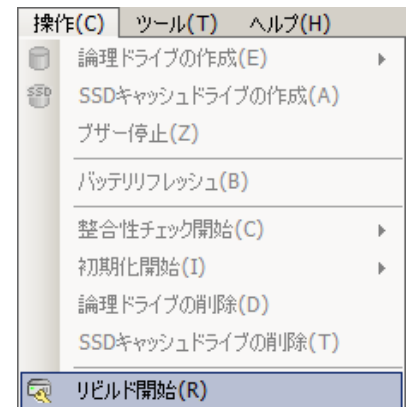 操作(C) ツール(T) ヘルプ(H)
論理ドライブの作成(E)
SSD SSDキャッシュドライブの作成(A)
ブザー停止(Z)
バッテリリフレッシュ(B)
整合性チェック開始(C)
初期化開始(I)
論理ドライブの削除(D)
SSDキャッシュドライブの削除(T)
リビルド開始(R)